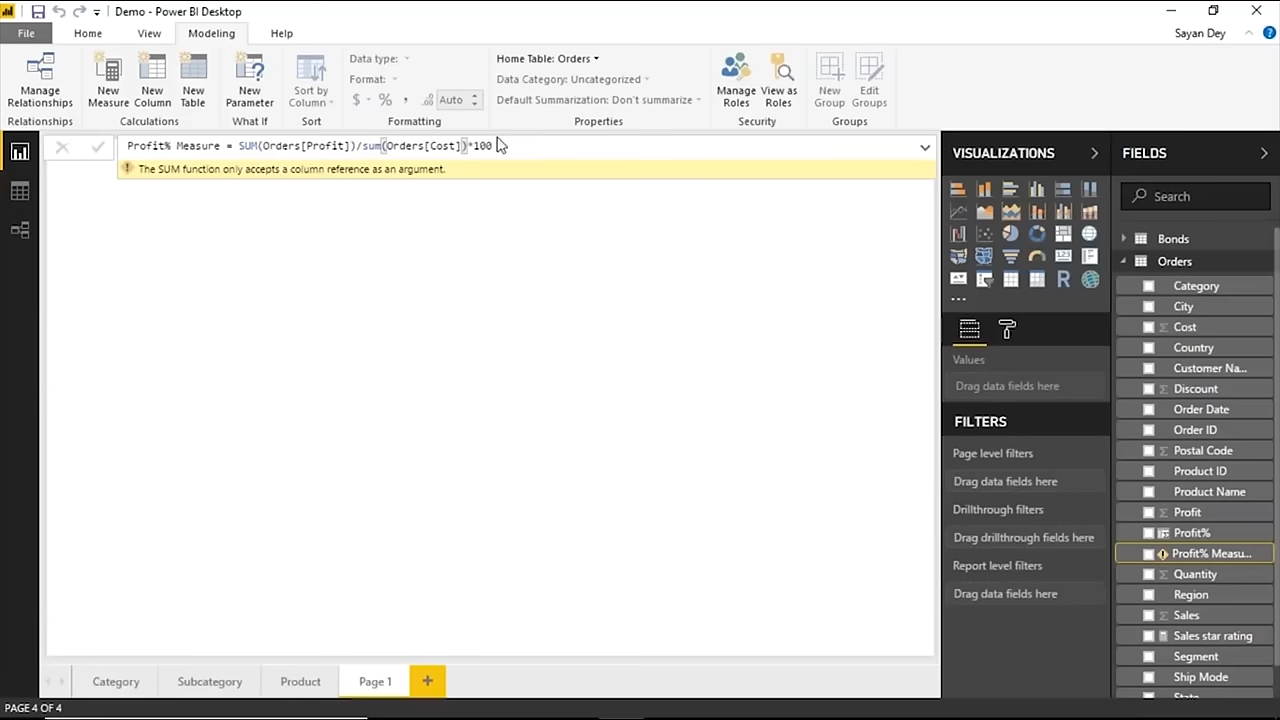 Demo - Power BI Desktop
File
Home
View
Modeling
Help
Sayan Dey
Manage Relationships
New Measure
New Column
New Table
New Parameter
Sort by Column
Data type:
Format:
$ % , .00 Auto
Home Table: Orders
Data Category: Uncategorized
Default Summarization: Don't summarize
Manage Roles
View as Roles
New Group
Edit Groups
Relationships
Calculations
What If
Sort
Formatting
Properties
Security
Groups
Profit% Measure = SUM(Orders[Profit])/sum(Orders[Cost])*100
The SUM function only accepts a column reference as an argument.
VISUALIZATIONS
R
Values
Drag data fields here
FILTERS
Page level filters
Drag data fields here
Drillthrough filters
Drag drillthrough fields here
Report level filters
Drag data fields here
FIELDS
Search
Bonds
Orders
Category
City
Cost
Country
Customer Na...
Discount
Order Date
Order ID
Postal Code
Product ID
Product Name
Profit
Profit%
Profit% Measu...
Quantity
Region
Sales
Sales star rating
Segment
Ship Mode
State
Category
Subcategory
Product
Page 1
PAGE 4 OF 4